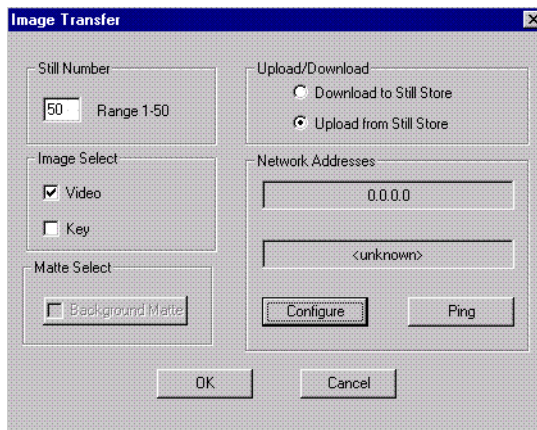 Image Transfer
Still Number
50 Range 1-50
Upload/Download
Download to Still Store
Upload from Still Store
Image Select
Video
Key
Network Addresses
0.0.0.0
<unknown>
Matte Select
Background Matte
Configure Ping
OK Cancel